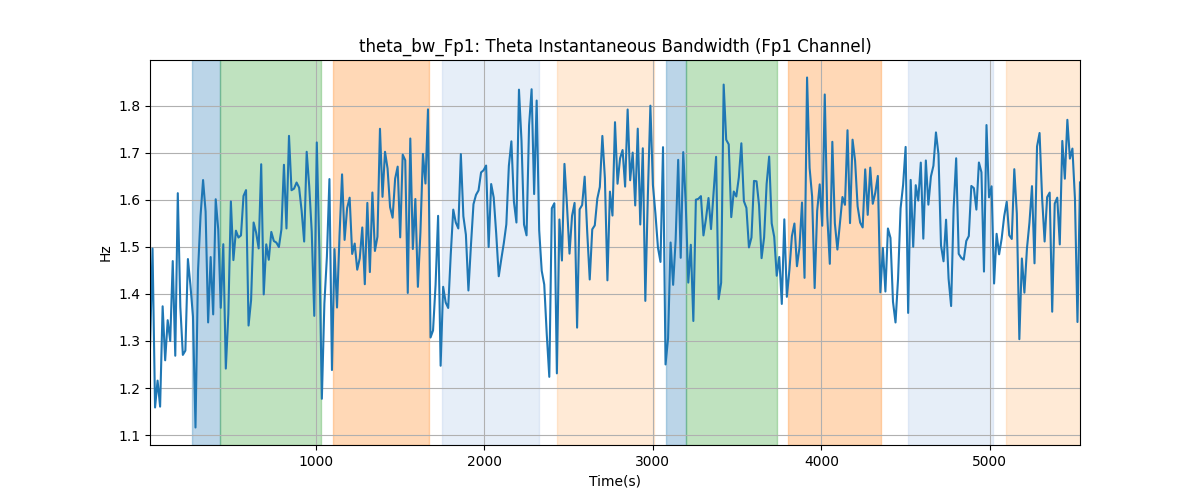 theta_bw_Fp1: Theta Instantaneous Bandwidth (Fp1 Channel)
Hz
1.8
1.7
1.6
1.5
1.4
1.3
1.2
1.1
1000 2000 3000 4000 5000
Time(s)